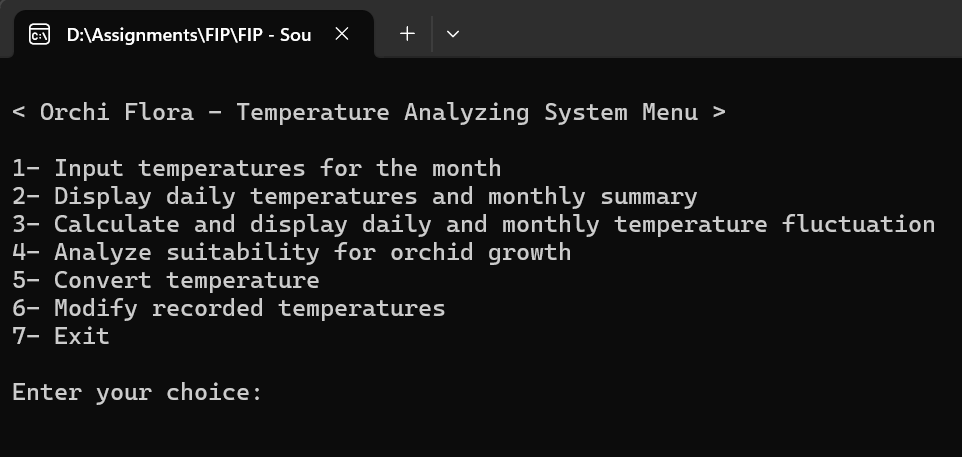 D:\Assignments\FIP\FIP - Sou
< Orchi Flora - Temperature Analyzing System Menu >
1- Input temperatures for the month
2- Display daily temperatures and monthly summary
3- Calculate and display daily and monthly temperature fluctuation
4- Analyze suitability for orchid growth
5- Convert temperature
6- Modify recorded temperatures
7- Exit
Enter your choice: